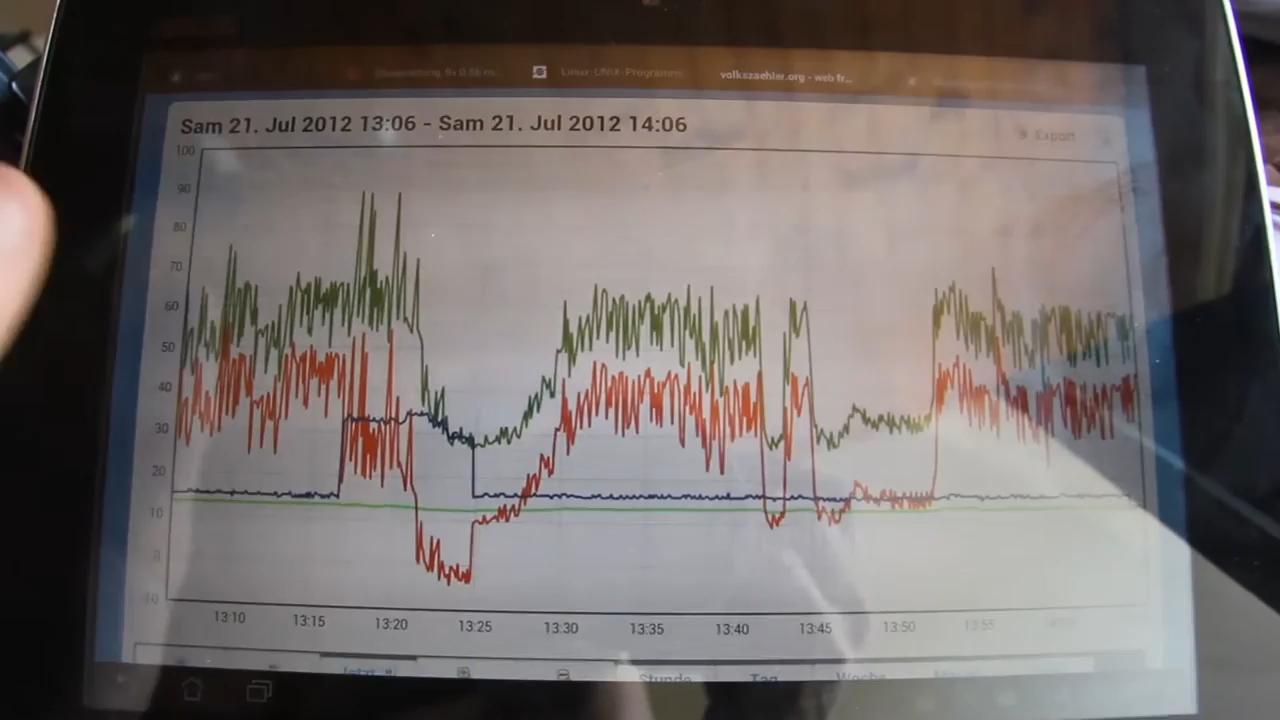 Linux UNIX-Programmi
volkszaehler.org - web fr...
Sam 21. Jul 2012 13:06 - Sam 21. Jul 2012 14:06
Export
100
90
80
70
60
50
40
30
20
10
0
-10
13:10 13:15 13:20 13:25 13:30 13:35 13:40 13:45 13:50 13:55
Jetzt Stunde Tag Woche